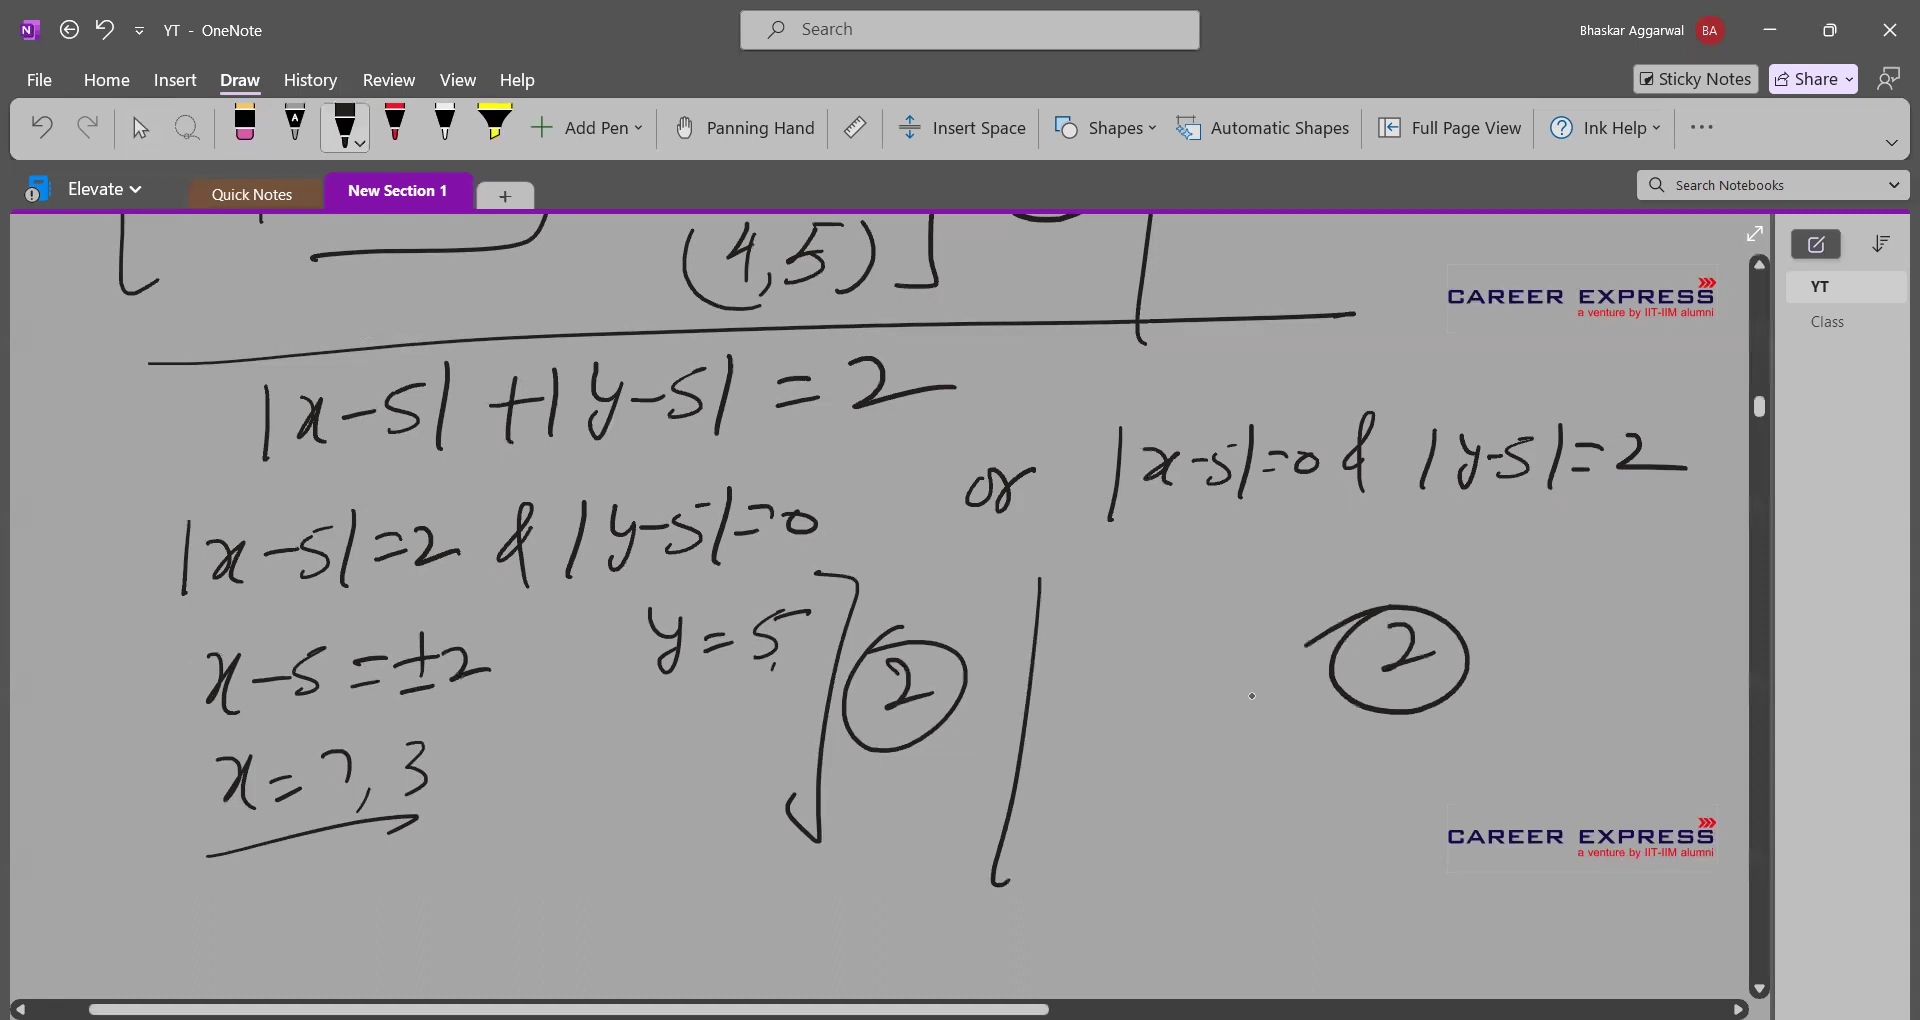 YT - OneNote
Search
Bhaskar Aggarwal
BA
File Home Insert Draw History Review View Help
Sticky Notes
Share
Add Pen
Panning Hand
Insert Space
Shapes
Automatic Shapes
Full Page View
Ink Help
Elevate
Quick Notes
New Section 1
Search Notebooks
YT
Class
(4,5)
CAREER EXPRESS
a venture by IIT-IIM alumni
|x-5| + |y-5| = 2
|x-5|=2 & |y-5|=0
or
|x-5|=0 & |y-5|=2
x-5=±2
y=5
2
2
x=7,3
CAREER EXPRESS
a venture by IIT-IIM alumni